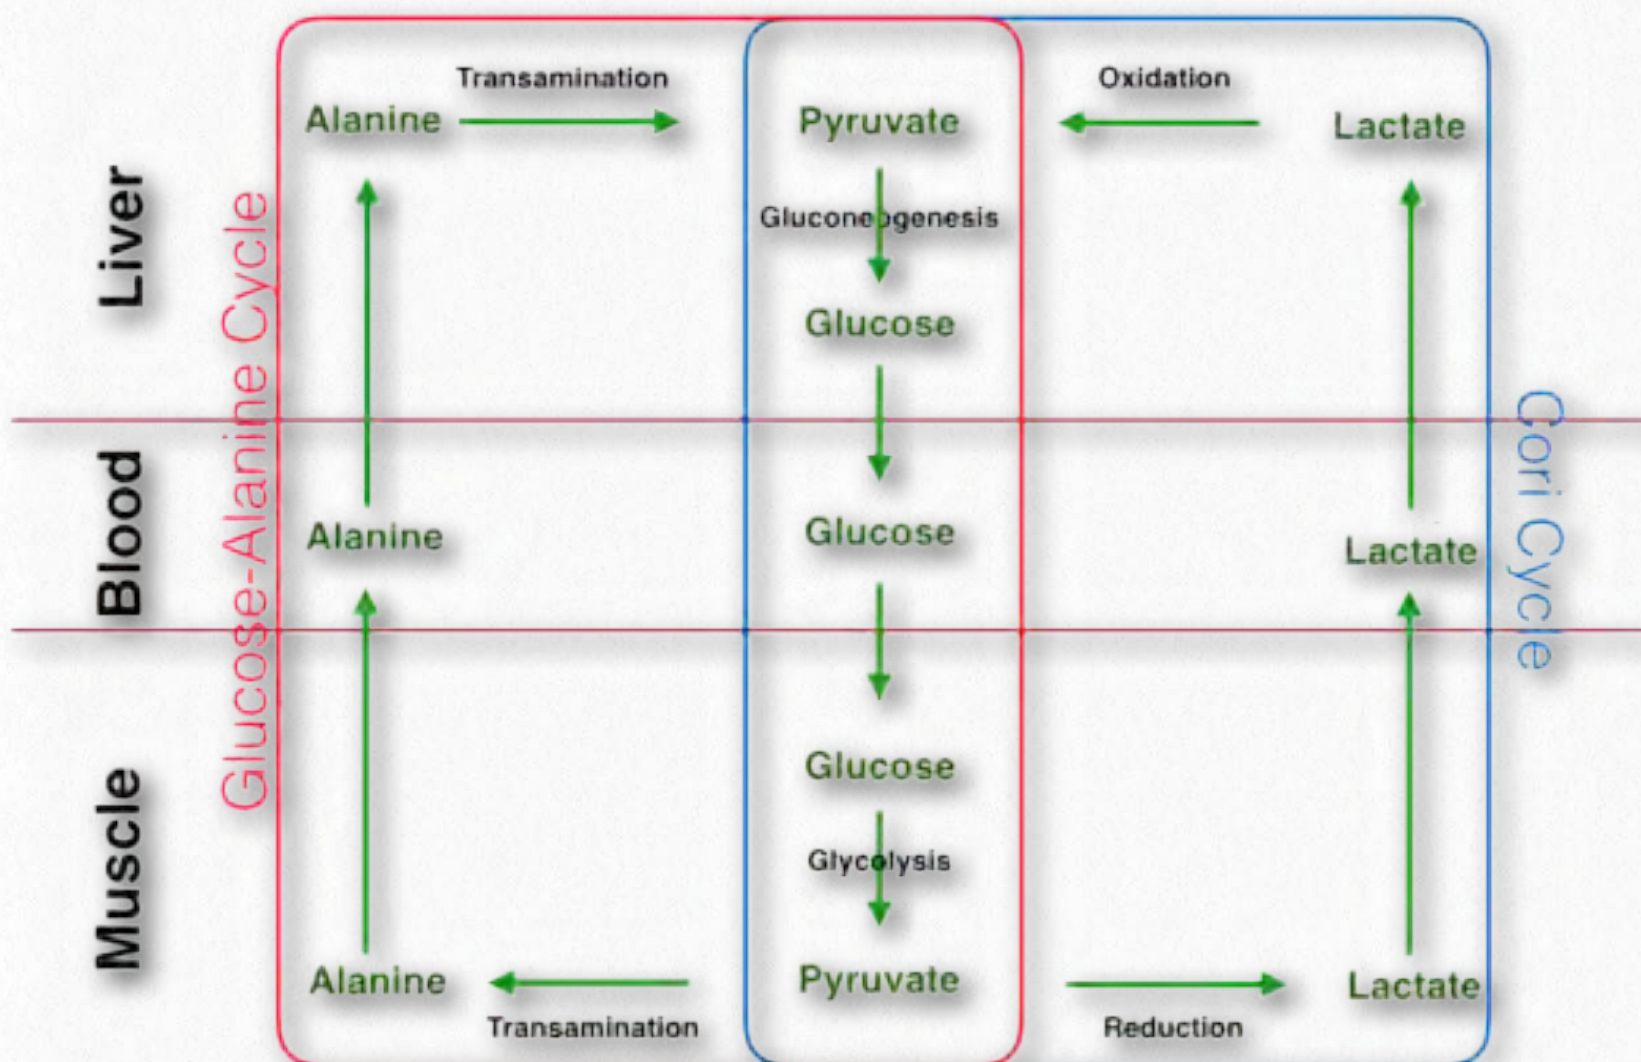 Transamination
Oxidation
Alanine
Pyruvate
Lactate
Liver
Gluconeogenesis
Glucose
Glucose-Alanine Cycle
Cori Cycle
Blood
Alanine
Glucose
Lactate
Muscle
Glucose
Glycolysis
Alanine
Pyruvate
Lactate
Transamination
Reduction